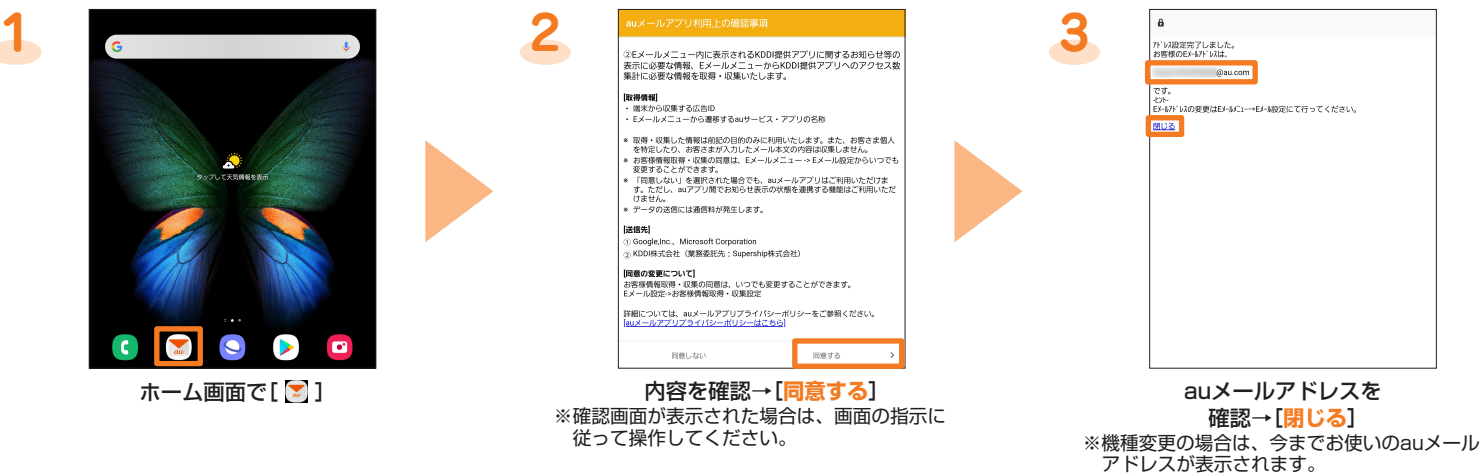 1
2
3
G
タップして天気情報を表示
au
ホーム画面で[ au ]
auメールアプリ利用上の確認事項
②Eメールメニュー内に表示されるKDDI提供アプリに関するお知らせ等の
表示に必要な情報、EメールメニューからKDDI提供アプリへのアクセス数
集計に必要な情報を取得・収集いたします。
[取得情報]
・ 端末から収集する広告ID
・ Eメールメニューから遷移するauサービス・アプリの名称
* 取得・収集した情報は前記の目的のみに利用いたします。また、お客さま個人
を特定したり、お客さまが入力したメール本文の内容は収集しません。
* お客様情報取得・収集の同意は、Eメールメニュー -> Eメール設定からいつでも
変更することができます。
* 「同意しない」を選択された場合でも、auメールアプリはご利用いただけま
す。ただし、auアプリ間でお知らせ表示の状態を連携する機能はご利用いただ
けません。
* データの送信には通信料が発生します。
[送信先]
① Google,Inc.、Microsoft Corporation
② KDDI株式会社（業務委託先：Supership株式会社）
[同意の変更について]
お客様情報取得・収集の同意は、いつでも変更することができます。
Eメール設定->お客様情報取得・収集設定
詳細については、auメールアプリプライバシーポリシーをご参照ください。
[auメールアプリプライバシーポリシーはこちら]
同意しない
同意する >
内容を確認→[同意する]
※確認画面が表示された場合は、画面の指示に
従って操作してください。
ｱﾄﾞﾚｽ設定完了しました。
お客様のEﾒｰﾙｱﾄﾞﾚｽは、
@au.com
です。
-ﾋﾝﾄ-
Eﾒｰﾙｱﾄﾞﾚｽの変更はEﾒｰﾙﾒﾆｭｰ→Eﾒｰﾙ設定にて行ってください。
閉じる
auメールアドレスを
確認→[閉じる]
※機種変更の場合は、今までお使いのauメール
アドレスが表示されます。